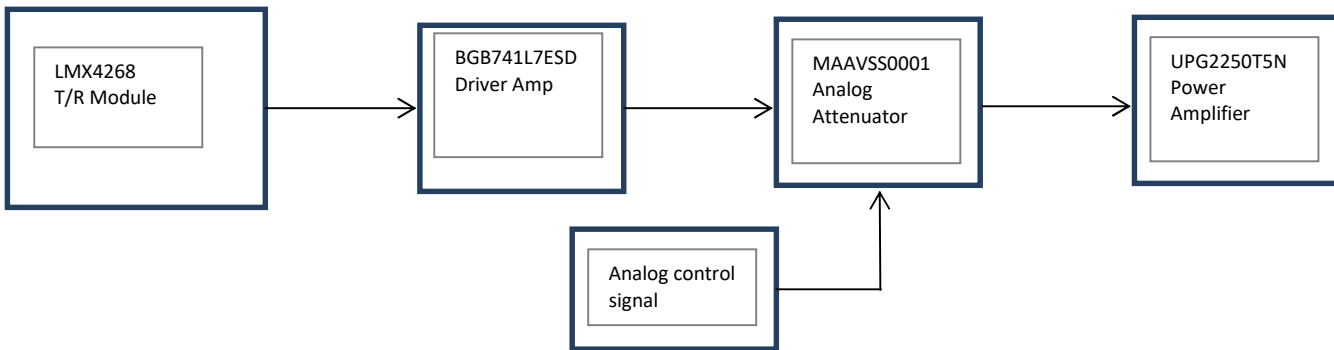 LMX4268
T/R Module
BGB741L7ESD
Driver Amp
MAAVSS0001
Analog
Attenuator
UPG2250T5N
Power
Amplifier
Analog control
signal